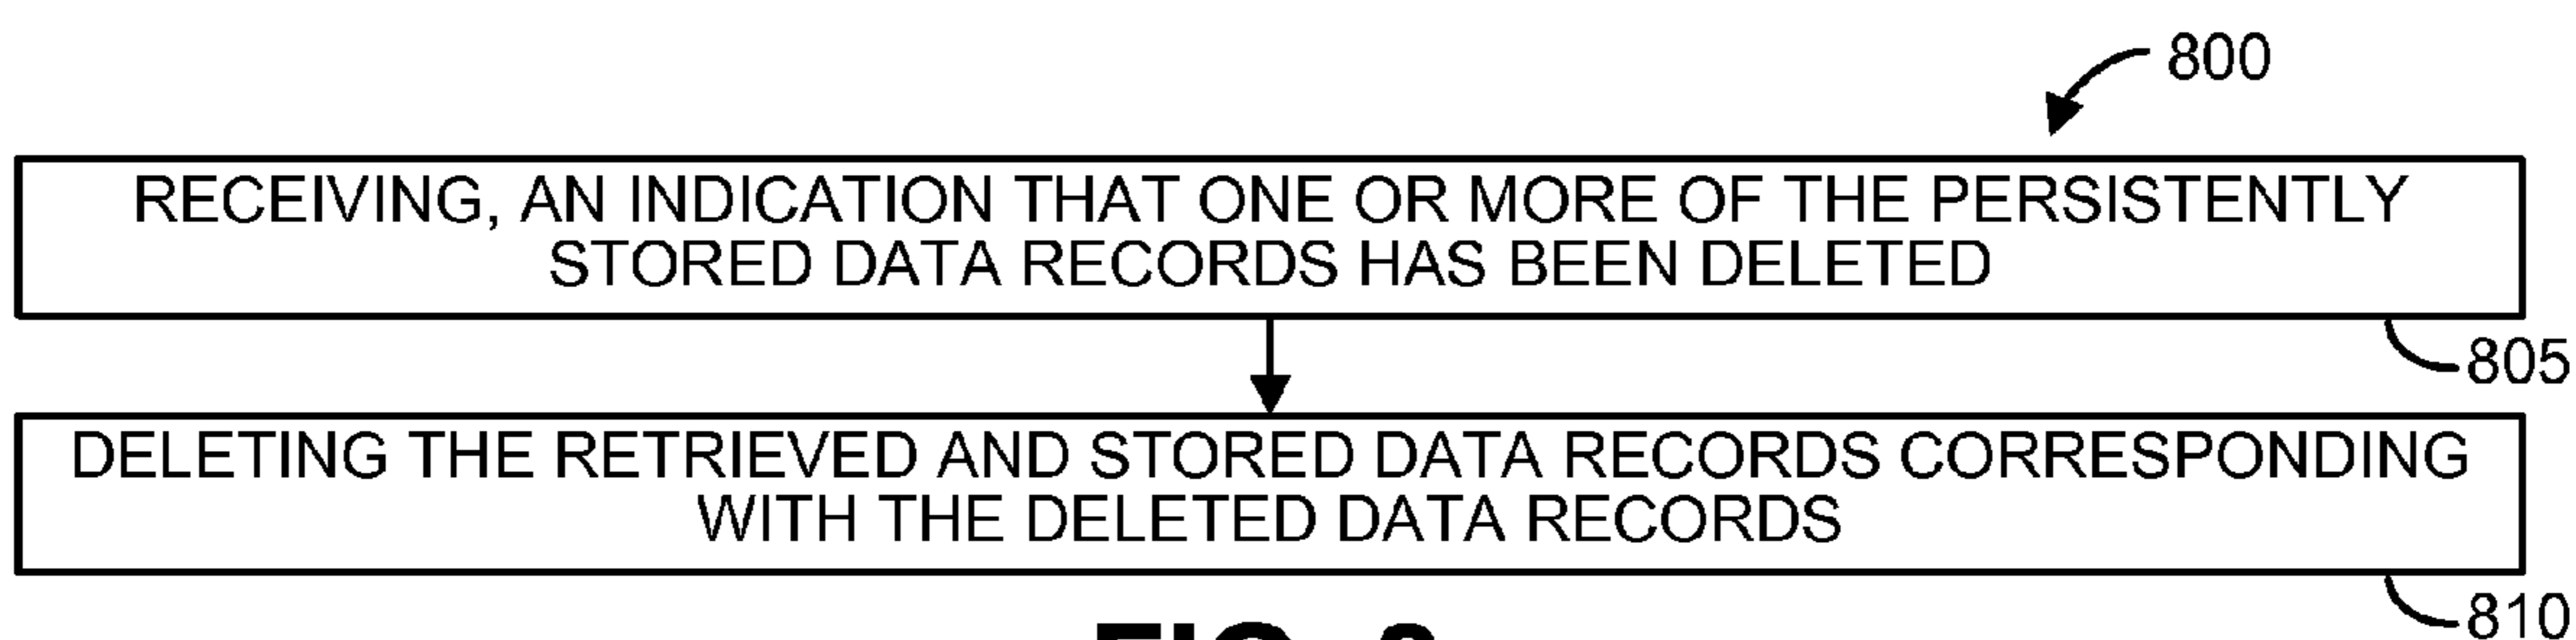 800
RECEIVING, AN INDICATION THAT ONE OR MORE OF THE PERSISTENTLY
STORED DATA RECORDS HAS BEEN DELETED
805
DELETING THE RETRIEVED AND STORED DATA RECORDS CORRESPONDING
WITH THE DELETED DATA RECORDS
810